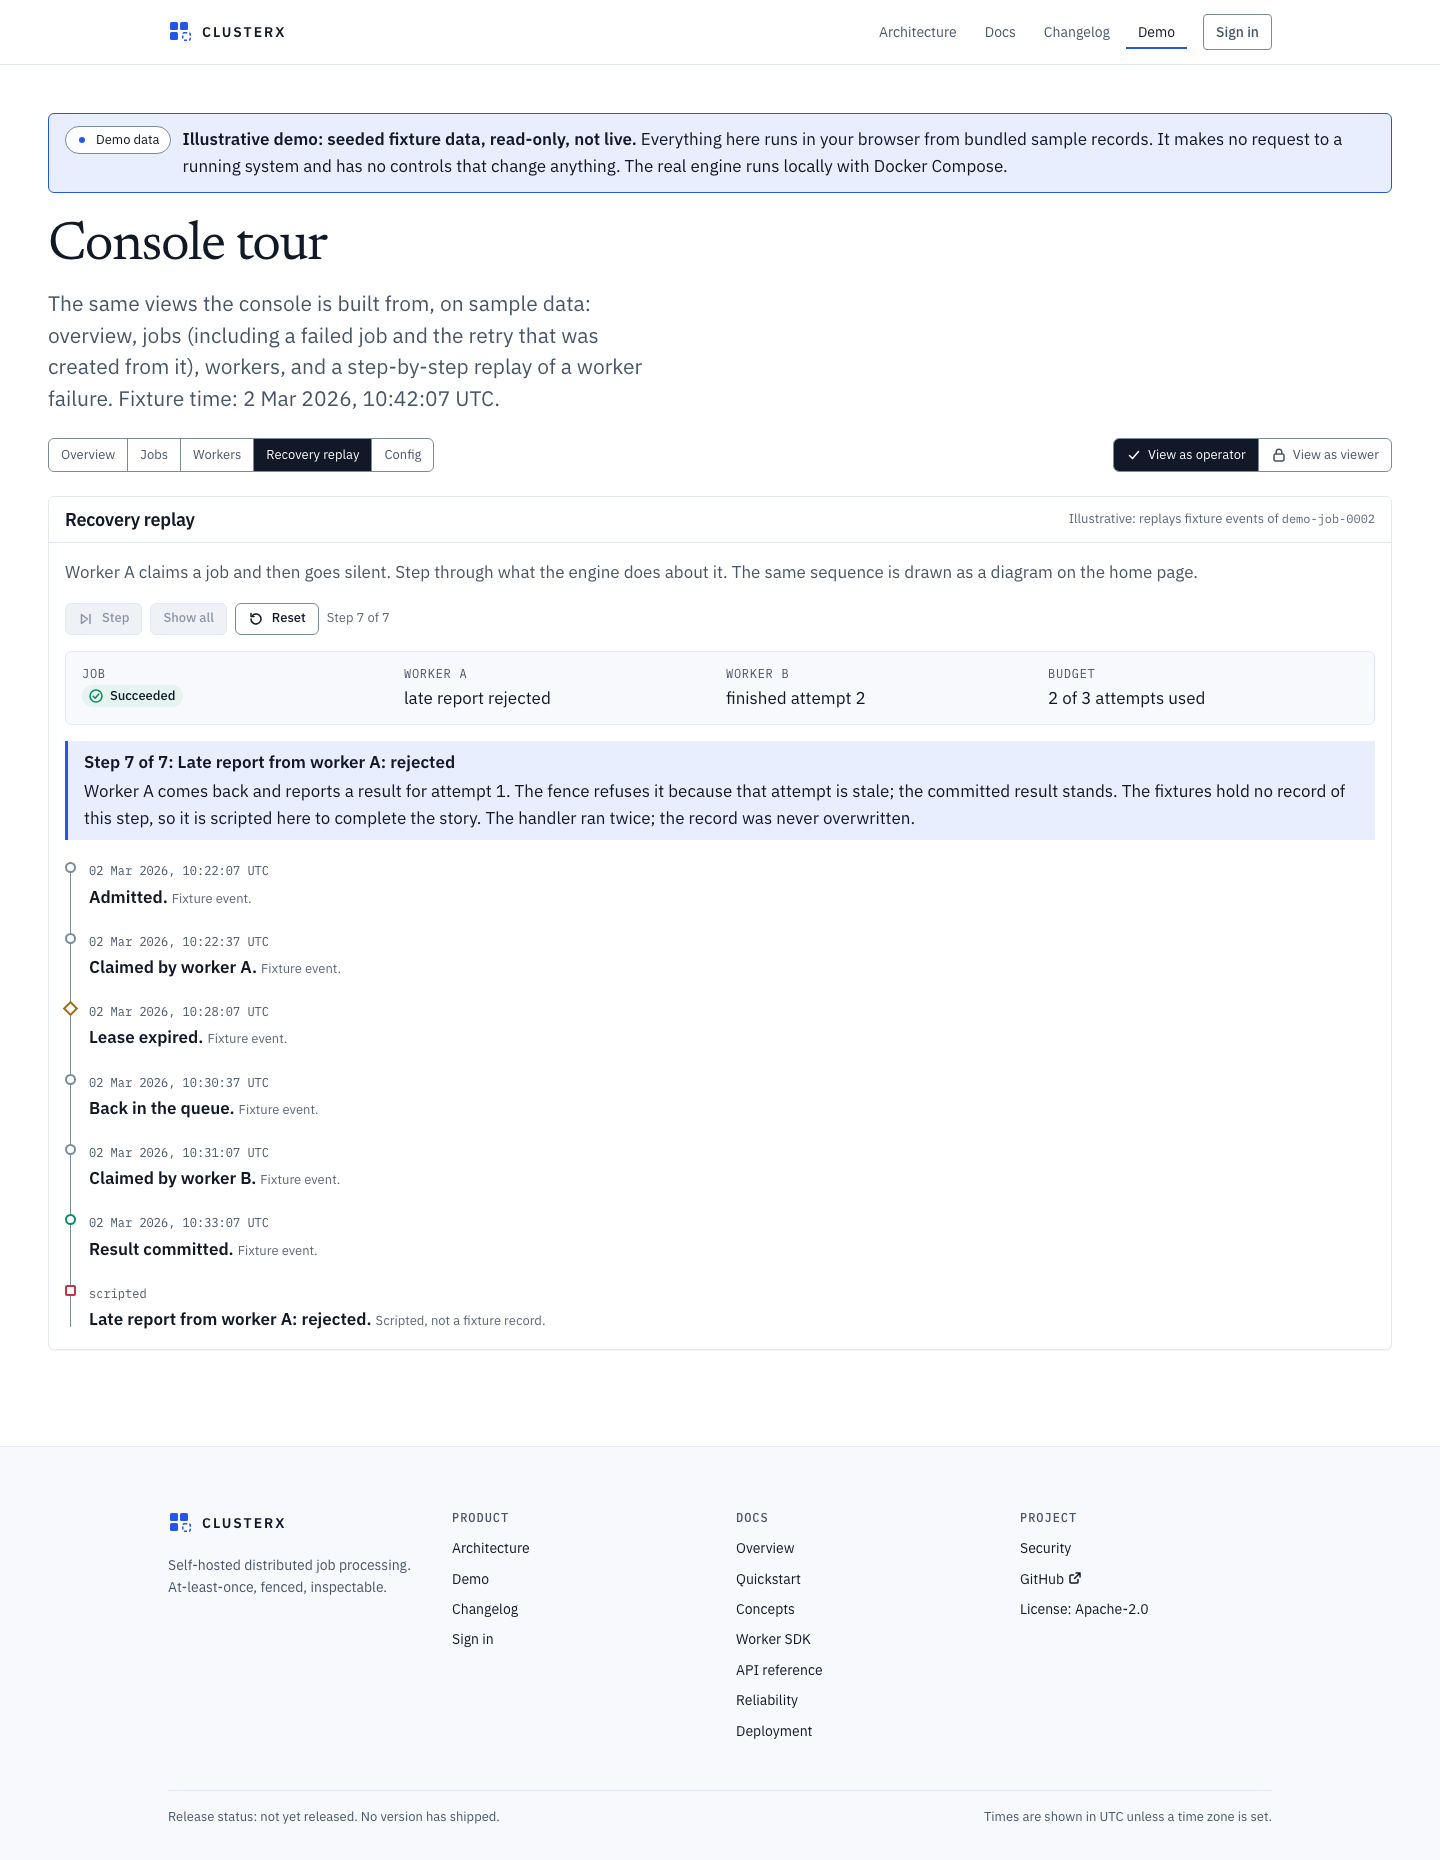 CLUSTERX
Architecture
Docs
Changelog
Demo
Sign in
Demo data
Illustrative demo: seeded fixture data, read-only, not live. Everything here runs in your browser from bundled sample records. It makes no request to a
running system and has no controls that change anything. The real engine runs locally with Docker Compose.
Console tour
The same views the console is built from, on sample data:
overview, jobs (including a failed job and the retry that was
created from it), workers, and a step-by-step replay of a worker
failure. Fixture time: 2 Mar 2026, 10:42:07 UTC.
Overview
Jobs
Workers
Recovery replay
Config
View as operator
View as viewer
Recovery replay
Illustrative: replays fixture events of demo-job-0002
Worker A claims a job and then goes silent. Step through what the engine does about it. The same sequence is drawn as a diagram on the home page.
Step
Show all
Reset
Step 7 of 7
JOB
Succeeded
WORKER A
late report rejected
WORKER B
finished attempt 2
BUDGET
2 of 3 attempts used
Step 7 of 7: Late report from worker A: rejected
Worker A comes back and reports a result for attempt 1. The fence refuses it because that attempt is stale; the committed result stands. The fixtures hold no record of
this step, so it is scripted here to complete the story. The handler ran twice; the record was never overwritten.
02 Mar 2026, 10:22:07 UTC
Admitted. Fixture event.
02 Mar 2026, 10:22:37 UTC
Claimed by worker A. Fixture event.
02 Mar 2026, 10:28:07 UTC
Lease expired. Fixture event.
02 Mar 2026, 10:30:37 UTC
Back in the queue. Fixture event.
02 Mar 2026, 10:31:07 UTC
Claimed by worker B. Fixture event.
02 Mar 2026, 10:33:07 UTC
Result committed. Fixture event.
scripted
Late report from worker A: rejected. Scripted, not a fixture record.
CLUSTERX
Self-hosted distributed job processing.
At-least-once, fenced, inspectable.
PRODUCT
Architecture
Demo
Changelog
Sign in
DOCS
Overview
Quickstart
Concepts
Worker SDK
API reference
Reliability
Deployment
PROJECT
Security
GitHub
License: Apache-2.0
Release status: not yet released. No version has shipped.
Times are shown in UTC unless a time zone is set.